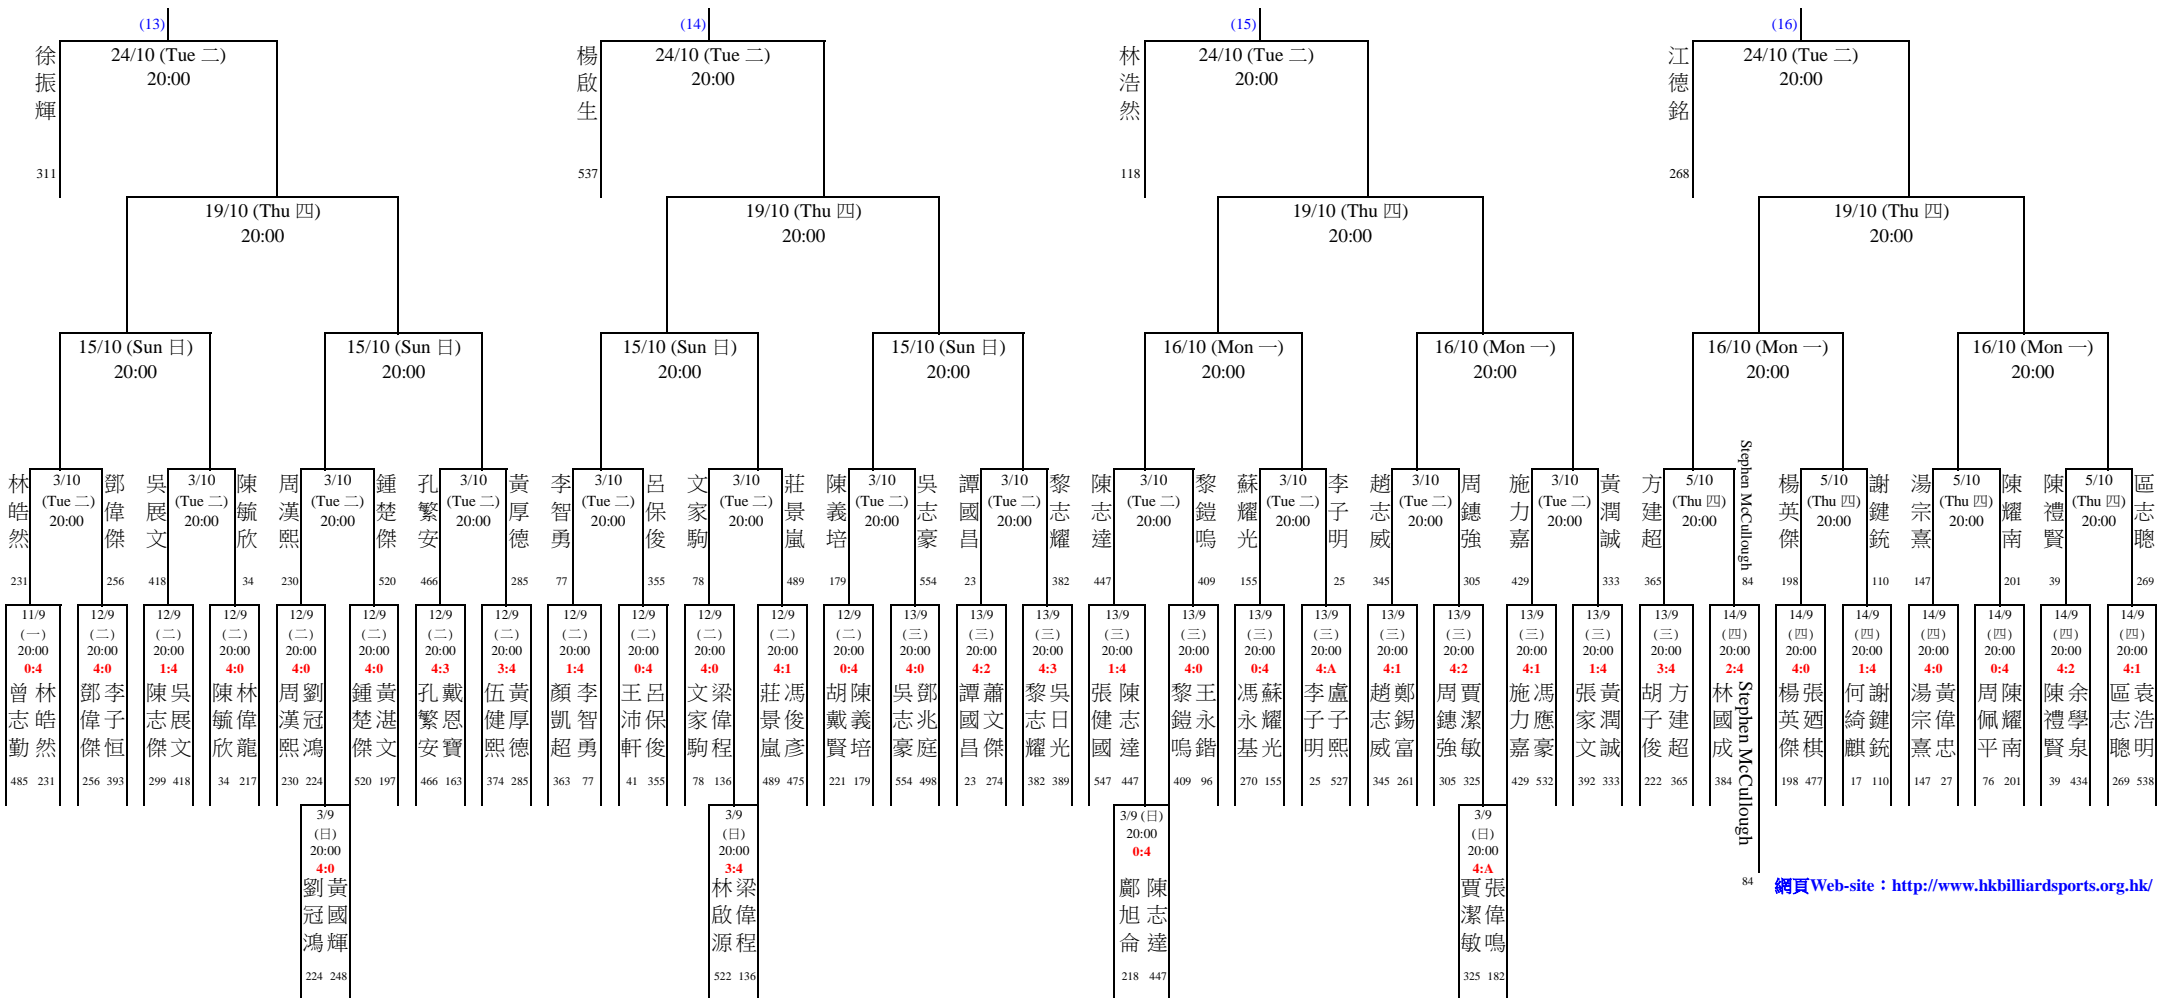 (13)
(14)
(15)
(16)
徐振輝
311
24/10 (Tue 二)
20:00
楊啟生
537
24/10 (Tue 二)
20:00
林浩然
118
24/10 (Tue 二)
20:00
江德銘
268
24/10 (Tue 二)
20:00
19/10 (Thu 四)
20:00
19/10 (Thu 四)
20:00
19/10 (Thu 四)
20:00
19/10 (Thu 四)
20:00
15/10 (Sun 日)
20:00
15/10 (Sun 日)
20:00
15/10 (Sun 日)
20:00
15/10 (Sun 日)
20:00
16/10 (Mon 一)
20:00
16/10 (Mon 一)
20:00
16/10 (Mon 一)
20:00
16/10 (Mon 一)
20:00
林皓然
231
3/10
(Tue 二)
20:00
鄧偉傑
256
吳展文
418
3/10
(Tue 二)
20:00
陳毓欣
34
周漢熙
230
3/10
(Tue 二)
20:00
鍾楚傑
520
孔繁安
466
3/10
(Tue 二)
20:00
黃厚德
285
李智勇
77
3/10
(Tue 二)
20:00
呂保俊
355
文家駒
78
3/10
(Tue 二)
20:00
莊景嵐
489
陳義培
179
3/10
(Tue 二)
20:00
吳志豪
554
譚國昌
23
3/10
(Tue 二)
20:00
黎志耀
382
陳志達
447
3/10
(Tue 二)
20:00
黎鎧鳴
409
蘇耀光
155
3/10
(Tue 二)
20:00
李子明
25
趙志威
345
3/10
(Tue 二)
20:00
周鏸強
305
施力嘉
429
3/10
(Tue 二)
20:00
黃潤誠
333
方建超
365
5/10
(Thu 四)
20:00
Stephen McCullough
84
楊英傑
198
5/10
(Thu 四)
20:00
謝鍵銃
110
湯宗熹
147
5/10
(Thu 四)
20:00
陳耀南
201
陳禮賢
39
5/10
(Thu 四)
20:00
區志聰
269
11/9
(一)
20:00
0:4
曾志勤
林皓然
485 231
12/9
(二)
20:00
4:0
鄧偉傑
李子恒
256 393
12/9
(二)
20:00
1:4
陳志傑
吳展文
299 418
12/9
(二)
20:00
4:0
陳毓欣
林偉龍
34 217
12/9
(二)
20:00
4:0
周漢熙
劉冠鴻
230 224
12/9
(二)
20:00
4:0
鍾楚傑
黃湛文
520 197
12/9
(二)
20:00
4:3
孔繁安
戴恩寶
466 163
12/9
(二)
20:00
3:4
伍健熙
黃厚德
374 285
12/9
(二)
20:00
1:4
顏凱超
李智勇
363 77
12/9
(二)
20:00
0:4
王沛軒
呂保俊
41 355
12/9
(二)
20:00
4:0
文家駒
梁偉程
78 136
12/9
(二)
20:00
4:1
莊景嵐
馮俊彥
489 475
12/9
(二)
20:00
0:4
胡戴賢
陳義培
221 179
13/9
(三)
20:00
4:0
吳志豪
鄧兆庭
554 498
13/9
(三)
20:00
4:2
譚國昌
蕭文傑
23 274
13/9
(三)
20:00
4:3
黎志耀
吳日光
382 389
13/9
(三)
20:00
1:4
張健國
陳志達
547 447
13/9
(三)
20:00
4:0
黎鎧鳴
王永鍇
409 96
13/9
(三)
20:00
0:4
馮永基
蘇耀光
270 155
13/9
(三)
20:00
4:A
李子明
盧子熙
25 527
13/9
(三)
20:00
4:1
趙志威
鄭錫富
345 261
13/9
(三)
20:00
4:2
周鏸強
賈潔敏
305 325
13/9
(三)
20:00
4:1
施力嘉
馮應豪
429 532
13/9
(三)
20:00
1:4
張家文
黃潤誠
392 333
13/9
(三)
20:00
3:4
胡子俊
方建超
222 365
14/9
(四)
20:00
2:4
林國成
384
Stephen McCullough
84
14/9
(四)
20:00
4:0
楊英傑
張廼棋
198 477
14/9
(四)
20:00
1:4
何綺麒
謝鍵銃
17 110
14/9
(四)
20:00
4:0
湯宗熹
黃偉忠
147 27
14/9
(四)
20:00
0:4
周佩平
陳耀南
76 201
14/9
(四)
20:00
4:2
陳禮賢
余學泉
39 434
14/9
(四)
20:00
4:1
區志聰
袁浩明
269 538
3/9
(日)
20:00
4:0
劉冠鴻
黃國輝
224 248
3/9
(日)
20:00
3:4
林啟源
梁偉程
522 136
3/9 (日)
20:00
0:4
鄺旭侖
陳志達
218 447
3/9
(日)
20:00
4:A
賈潔敏
張偉鳴
325 182
網頁Web-site：http://www.hkbilliardsports.org.hk/